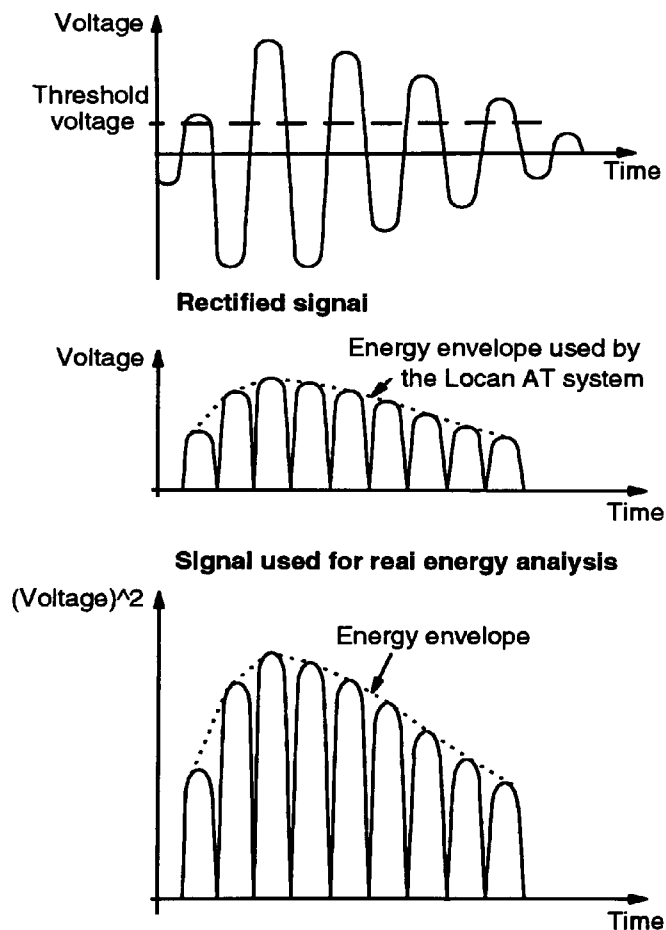 Voltage
Threshold
voltage
Time
Rectified signal
Voltage
Energy envelope used by
the Locan AT system
Time
Signal used for real energy analysis
(Voltage)^2
Energy envelope
Time